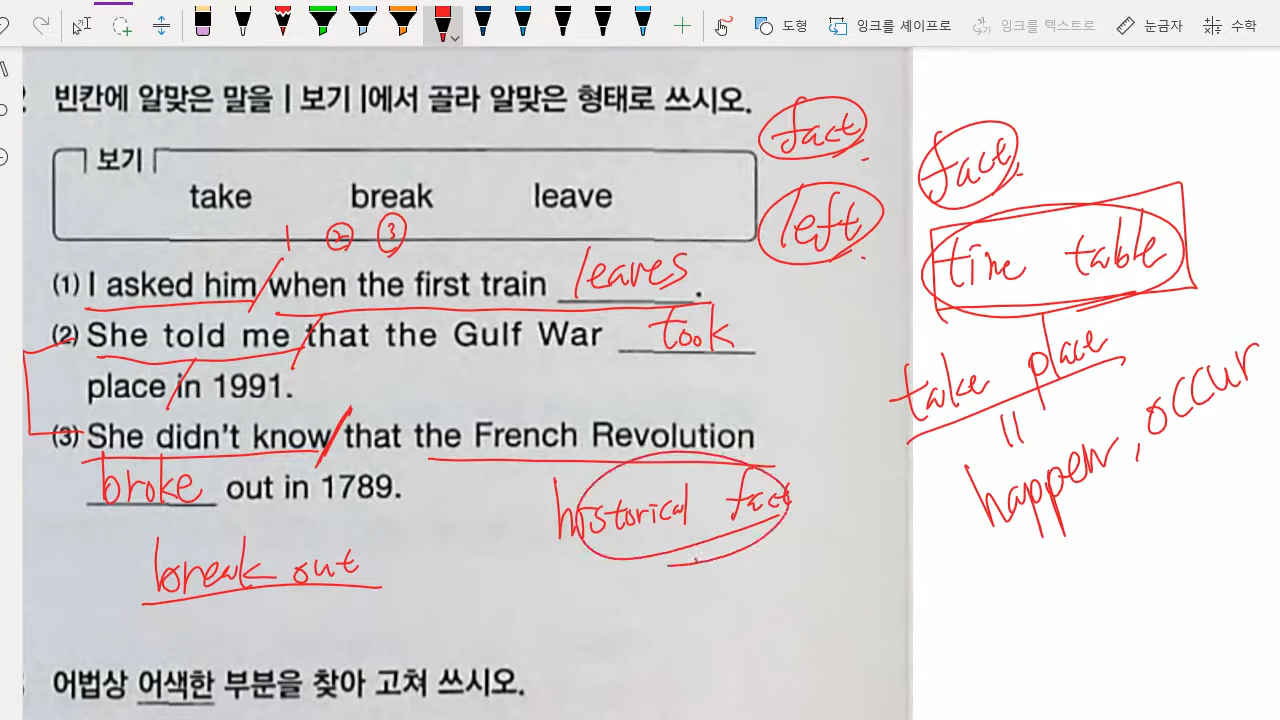 도형 잉크를 셰이프로 잉크를 텍스트로 눈금자 수학
빈칸에 알맞은 말을 | 보기 |에서 골라 알맞은 형태로 쓰시오.
보기
take break leave
1 2 3
(1) I asked him when the first train leaves.
(2) She told me that the Gulf War took
place in 1991.
(3) She didn't know that the French Revolution
broke out in 1789.
historical fact
break out
어법상 어색한 부분을 찾아 고쳐 쓰시오.
fact.
left.
fact.
time table
take place
=
happen, occur